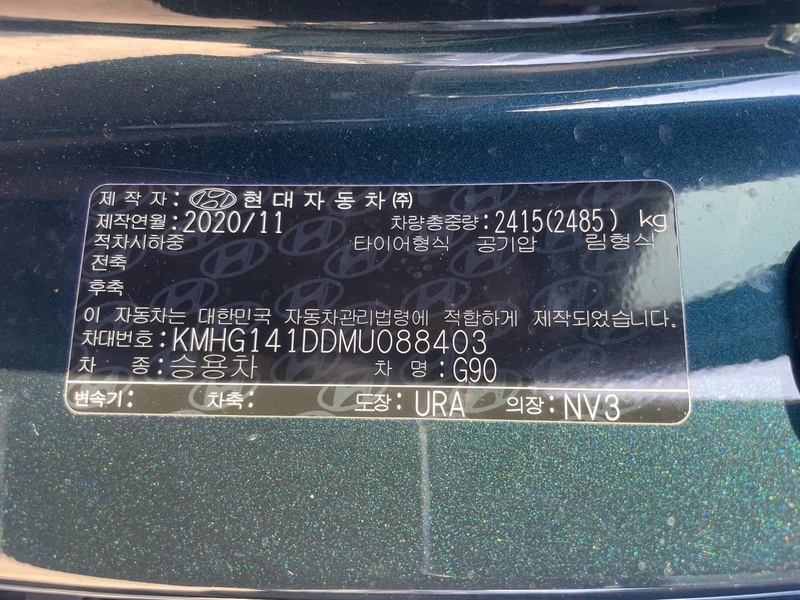 제 작 자 : 현대자동차㈜
제작연월:2020/11 차량총중량:2415(2485) kg
적차시하중 타이어형식 공기압 림형식
전축
후축
이 자동차는 대한민국 자동차관리법령에 적합하게 제작되었습니다.
차대번호: KMHG141DDMU088403
차 종:승용차 차 명:G90
변속기: 차축: 도장: URA 의장: NV3